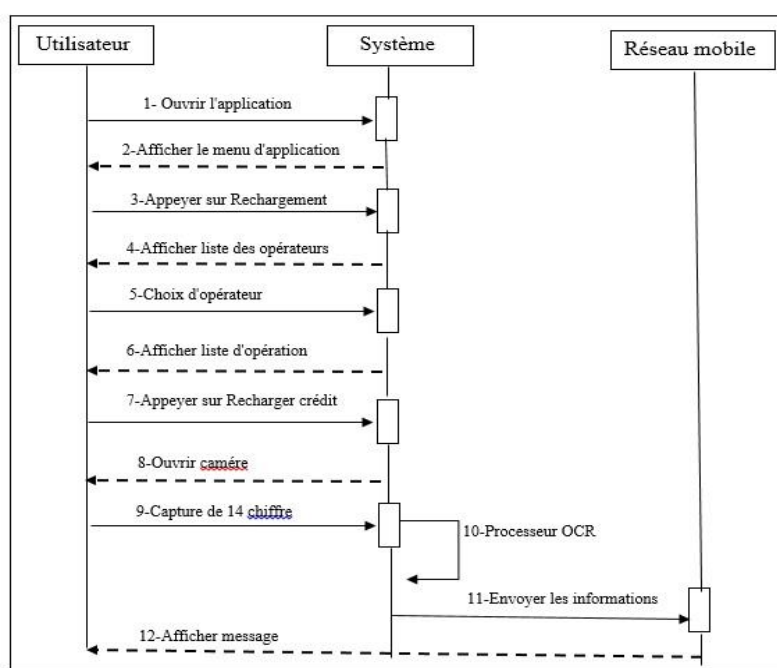 Utilisateur
Système
Réseau mobile
1- Ouvrir l'application
2-Afficher le menu d'application
3-Appeyer sur Rechargement
4-Afficher liste des opérateurs
5-Choix d'opérateur
6-Afficher liste d'opération
7-Appeyer sur Recharger crédit
8-Ouvrir camére
9-Capture de 14 chiffre
10-Processeur OCR
11-Envoyer les informations
12-Afficher message